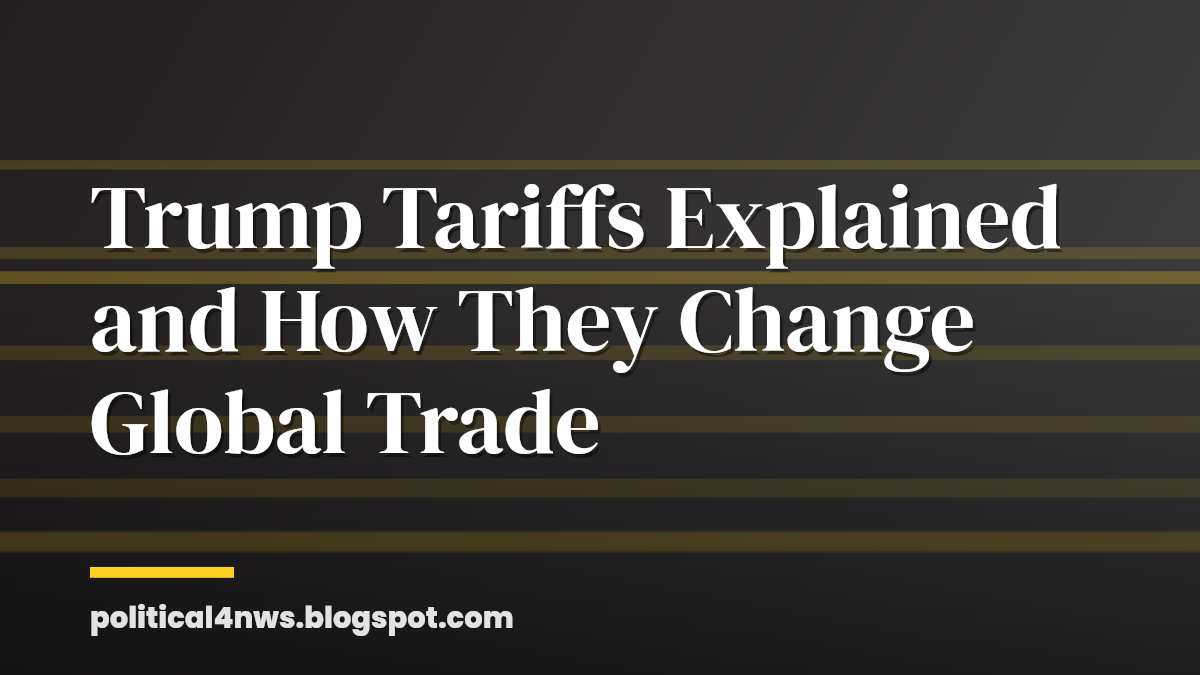 Trump Tariffs Explained
and How They Change
Global Trade
political4nws.blogspot.com